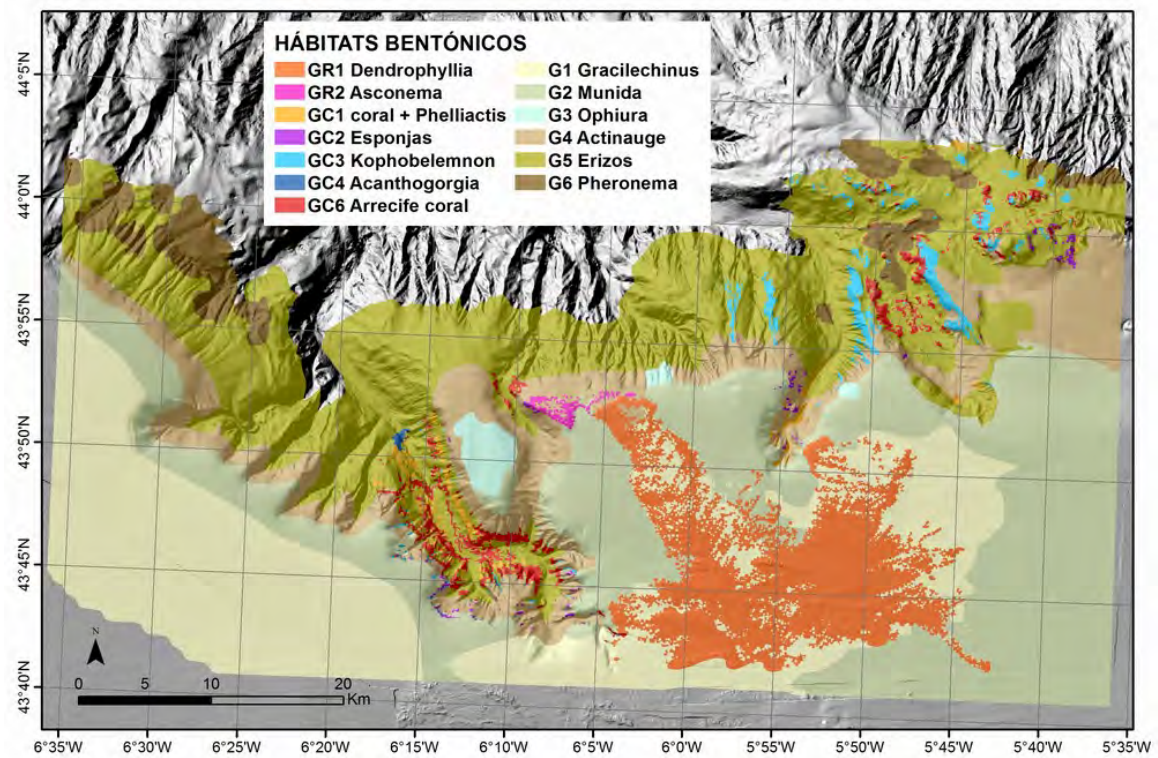 HÁBITATS BENTÓNICOS
GR1 Dendrophyllia
GR2 Asconema
GC1 coral + Phelliactis
GC2 Esponjas
GC3 Kophobelemnon
GC4 Acanthogorgia
GC6 Arrecife coral
G1 Gracilechinus
G2 Munida
G3 Ophiura
G4 Actinauge
G5 Erizos
G6 Pheronema
44°5'N
44°0'N
43°55'N
43°50'N
43°45'N
43°40'N
N
0 5 10 20
Km
6°35'W 6°30'W 6°25'W 6°20'W 6°15'W 6°10'W 6°5'W 6°0'W 5°55'W 5°50'W 5°45'W 5°40'W 5°35'W